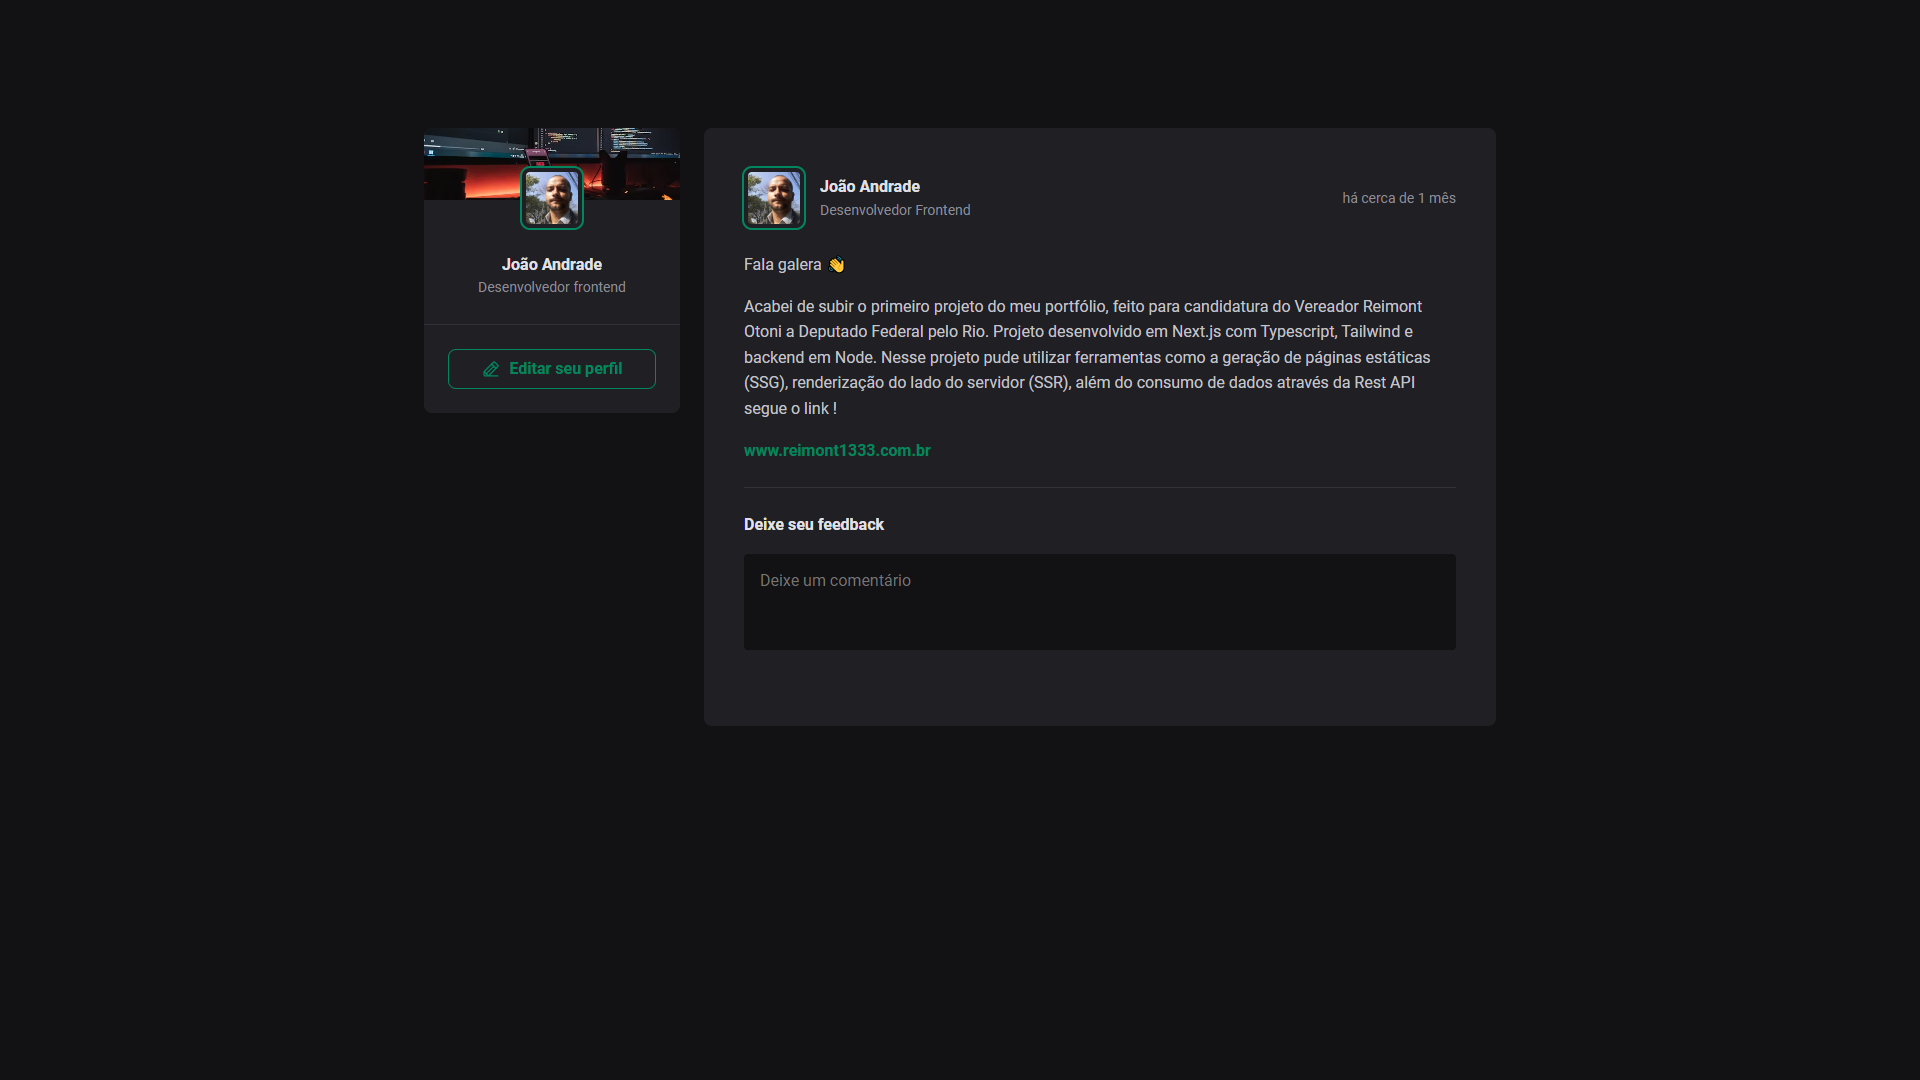 João Andrade
Desenvolvedor frontend
Editar seu perfil
João Andrade
Desenvolvedor Frontend
há cerca de 1 mês
Fala galera 👋
Acabei de subir o primeiro projeto do meu portfólio, feito para candidatura do Vereador Reimont
Otoni a Deputado Federal pelo Rio. Projeto desenvolvido em Next.js com Typescript, Tailwind e
backend em Node. Nesse projeto pude utilizar ferramentas como a geração de páginas estáticas
(SSG), renderização do lado do servidor (SSR), além do consumo de dados através da Rest API
segue o link !
www.reimont1333.com.br
Deixe seu feedback
Deixe um comentário